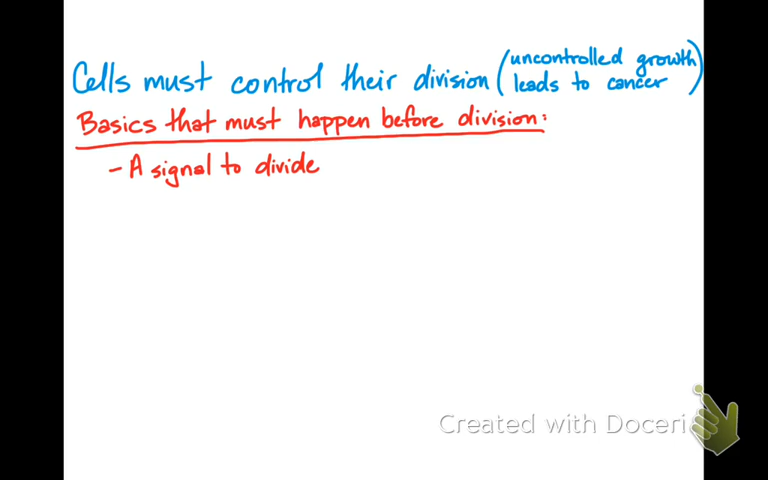 Cells must control their division (uncontrolled growth
leads to cancer)
Basics that must happen before division:
- A signal to divide
Created with Doceri